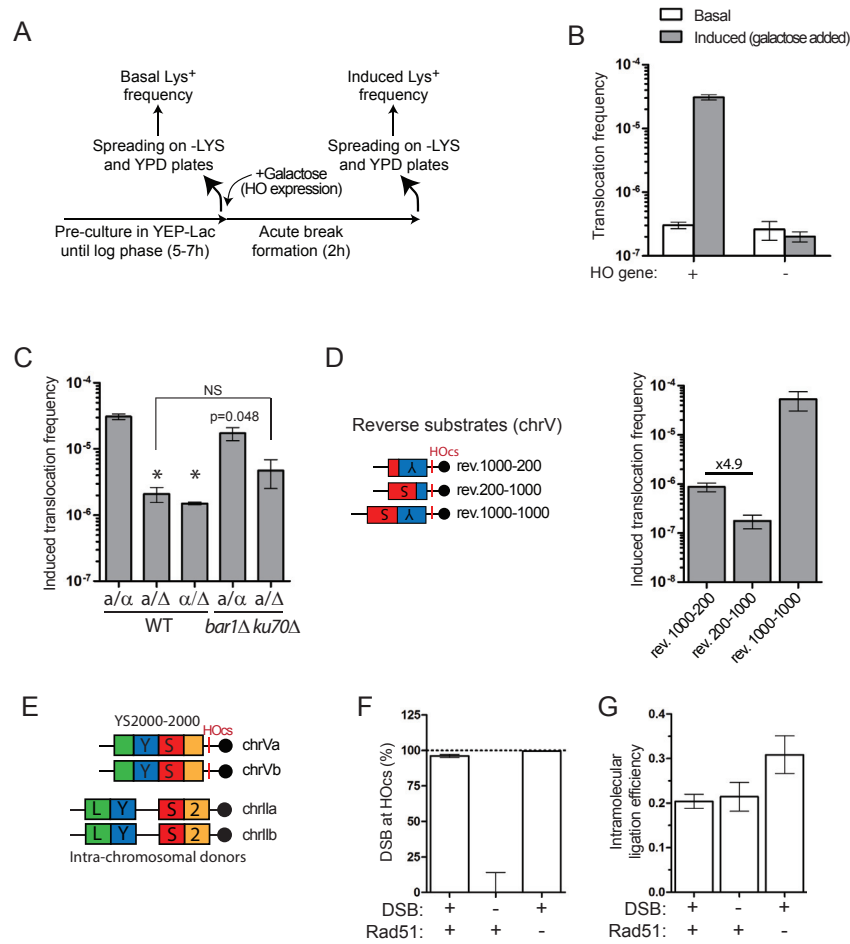 A
Basal Lys+
frequency
Induced Lys+
frequency
Spreading on -LYS
and YPD plates
+Galactose
(HO expression)
Spreading on -LYS
and YPD plates
Pre-culture in YEP-Lac
until log phase (5-7h)
Acute break
formation (2h)
B
Basal
Induced (galactose added)
Translocation frequency
10-4
10-5
10-6
10-7
HO gene: + -
C
Induced translocation frequency
10-4
10-5
10-6
10-7
NS
p=0.048
* *
a/α a/Δ α/Δ a/α a/Δ
WT bar1Δ ku70Δ
D
Reverse substrates (chrV)
HOcs
Y rev.1000-200
S rev.200-1000
S Y rev.1000-1000
Induced translocation frequency
10-4
10-5
10-6
10-7
10-8
x4.9
rev. 1000-200
rev. 200-1000
rev. 1000-1000
E
YS2000-2000
HOcs
Y S chrVa
Y S chrVb
L Y S 2 chrIIa
L Y S 2 chrIIb
Intra-chromosomal donors
F
DSB at HOcs (%)
125
100
75
50
25
0
DSB: + - +
Rad51: + + -
G
Intramolecular
ligation efficiency
0.4
0.3
0.2
0.1
0.0
DSB: + - +
Rad51: + + -